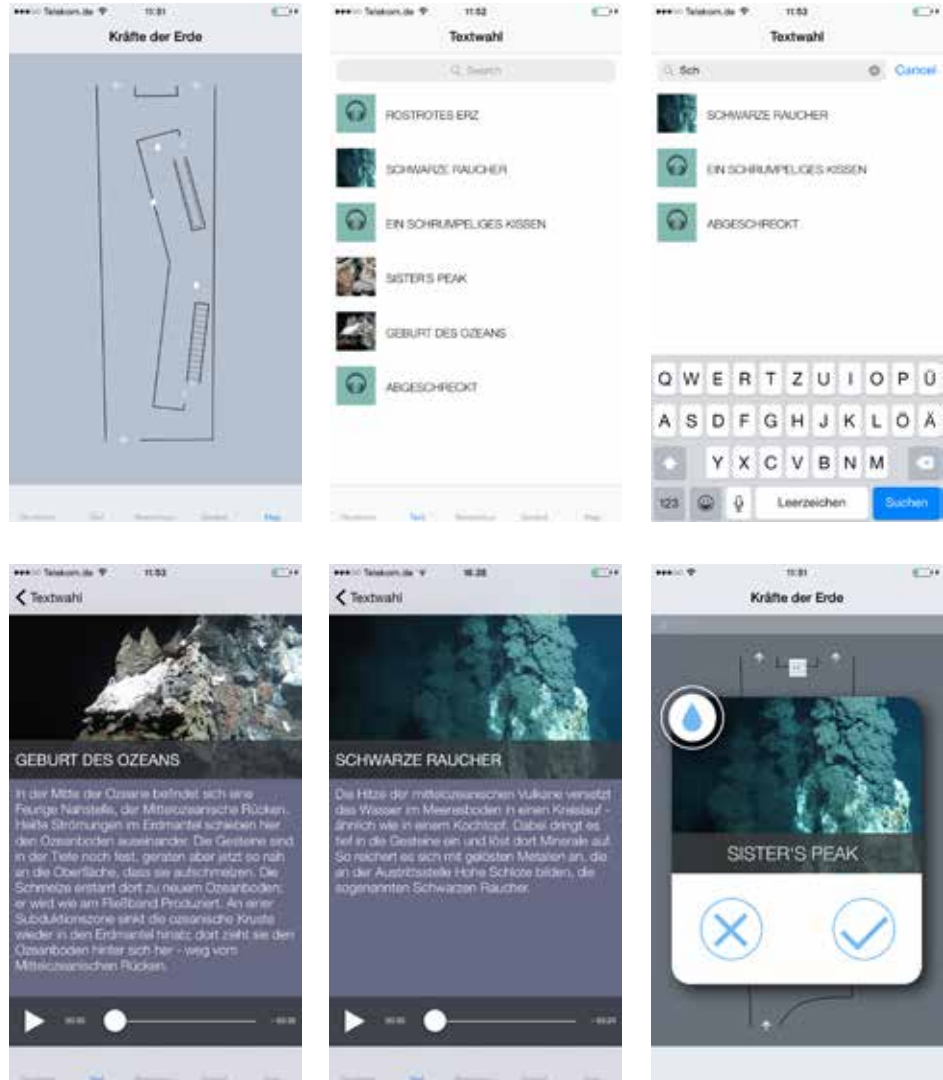 Telekom.de 11:51
Kräfte der Erde
Map
Telekom.de 11:52
Textwahl
Search
ROSTROTES ERZ
SCHWARZE RAUCHER
EIN SCHRUMPELIGES KISSEN
SISTER'S PEAK
GEBURT DES OZEANS
ABGESCHRECKT
Text
Telekom.de 11:53
Textwahl
Sch
Cancel
SCHWARZE RAUCHER
EIN SCHRUMPELIGES KISSEN
ABGESCHRECKT
Q W E R T Z U I O P Ü
A S D F G H J K L Ö Ä
Y X C V B N M
123 Leerzeichen Suchen
Telekom.de 11:53
Textwahl
GEBURT DES OZEANS
In der Mitte der Ozeane befindet sich eine
Feurige Nahtstelle, der Mittelozeanische Rücken.
Heiße Strömungen im Erdmantel schieben hier
den Ozeanboden auseinander. Die Gesteine sind
in der Tiefe noch fest, geraten aber jetzt so nah
an die Oberfläche, dass sie aufschmelzen. Die
Schmelze erstarrt dort zu neuem Ozeanboden;
er wird wie am Fließband Produziert. An einer
Subduktionszone sinkt die ozeanische Kruste
wieder in den Erdmantel hinab; dort zieht sie den
Ozeanboden hinter sich her - weg vom
Mittelozeanischen Rücken.
00:00
Text
Telekom.de 16:28
Textwahl
SCHWARZE RAUCHER
Die Hitze der mittelozeanischen Vulkane versetzt
das Wasser im Meeresboden in einen Kreislauf -
ähnlich wie in einem Kochtopf. Dabei dringt es
tief in die Gesteine ein und löst dort Minerale auf.
So reichert es sich mit gelösten Metallen an, die
an der Austrittsstelle Hohe Schlote bilden, die
sogenannten Schwarzen Raucher.
00:00
Text
11:51
Kräfte der Erde
SISTER'S PEAK